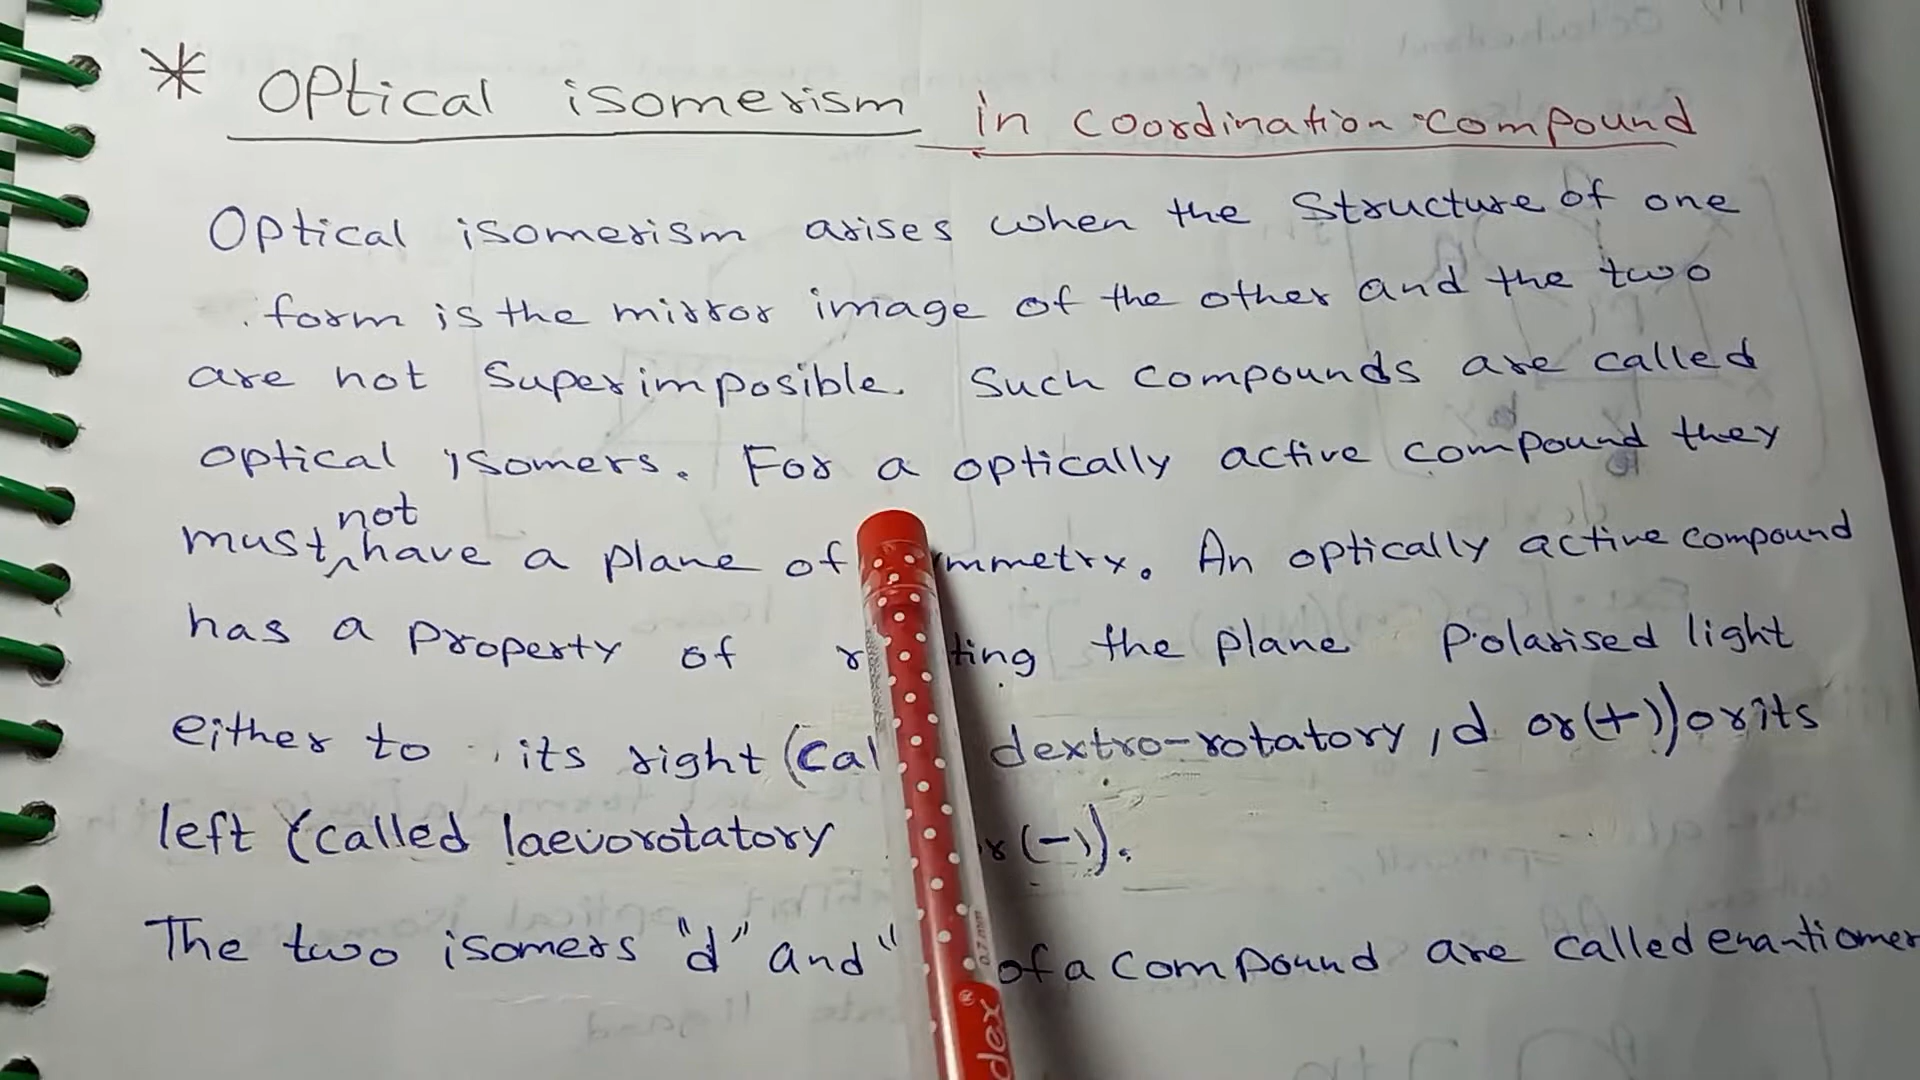 * Optical isomerism in coordination compound
Optical isomerism arises when the structure of one
form is the mirror image of the other and the two
are not superimposible. Such compounds are called
optical isomers. For a optically active compound they
not
must have a plane of mmetry. An optically active compound
has a property of r ting the plane polarised light
either to its right (cal dextro-rotatory, d or (+)) or its
left (called laevorotatory r (-)).
The two isomers "d" and " of a compound are called enantiomer
0.7 mm
dex®